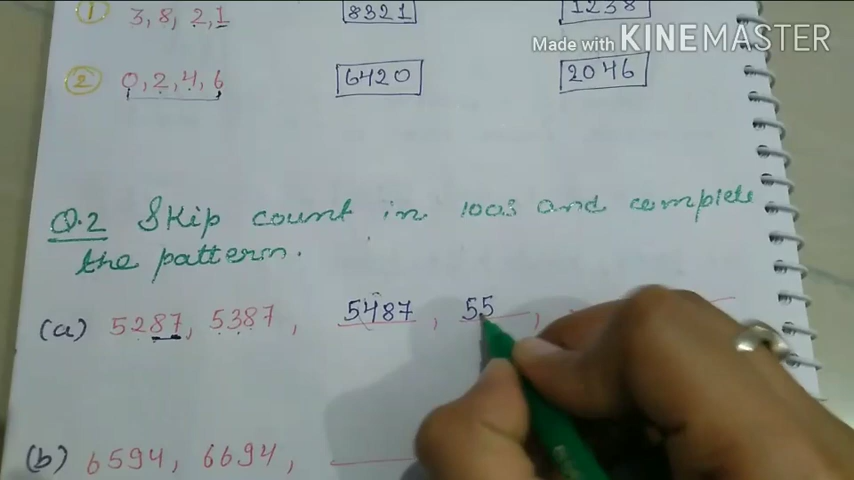 ① 3, 8, 2, 1 8321 1238
Made with KINEMASTER
② 0, 2, 4, 6 6420 2046
Q.2 Skip count in 100s and complete
the pattern.
(a) 5287, 5387, 5487, 55
(b) 6594, 6694,